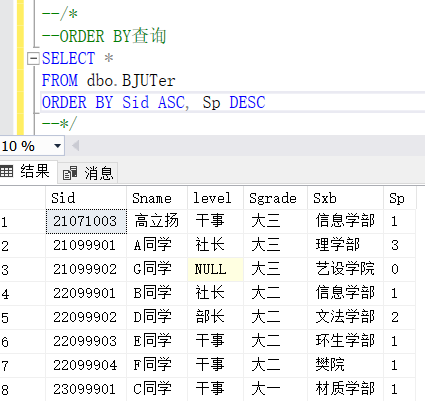 --/*
--ORDER BY查询
SELECT *
FROM dbo.BJUTer
ORDER BY Sid ASC, Sp DESC
--*/
10 %
结果 消息
Sid Sname level Sgrade Sxb Sp
1 21071003 高立扬 干事 大三 信息学部 1
2 21099901 A同学 社长 大三 理学部 3
3 21099902 G同学 NULL 大三 艺设学院 0
4 22099901 B同学 社长 大二 信息学部 1
5 22099902 D同学 部长 大二 文法学部 2
6 22099903 E同学 干事 大二 环生学部 1
7 22099904 F同学 干事 大二 樊院 1
8 23099901 C同学 干事 大一 材质学部 1